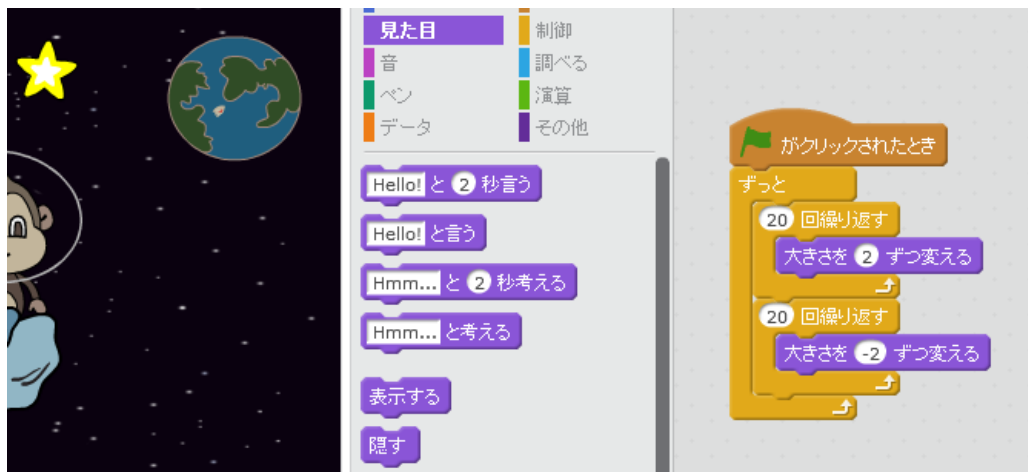 見た目
制御
音
調べる
ペン
演算
データ
その他
Hello! と 2 秒言う
Hello! と言う
Hmm... と 2 秒考える
Hmm... と考える
表示する
隠す
がクリックされたとき
ずっと
20 回繰り返す
大きさを 2 ずつ変える
20 回繰り返す
大きさを -2 ずつ変える